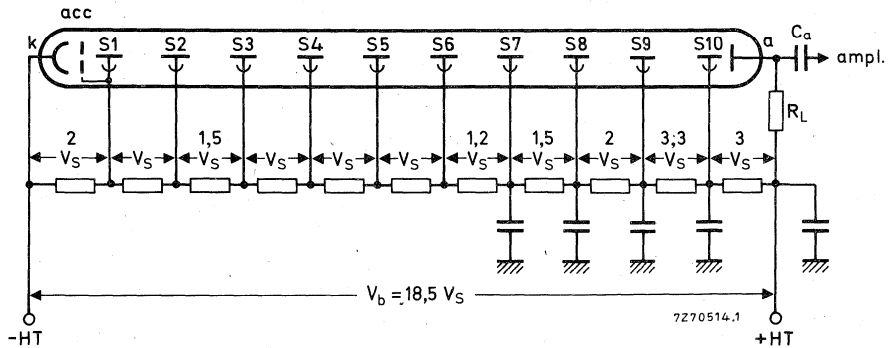 acc
k S1 S2 S3 S4 S5 S6 S7 S8 S9 S10 a Ca ampl.
RL
2 1,5 1,2 1,5 2 3,3 3
VS VS VS VS VS VS VS VS VS VS VS
Vb = 18,5 VS
7270514.1
-HT +HT